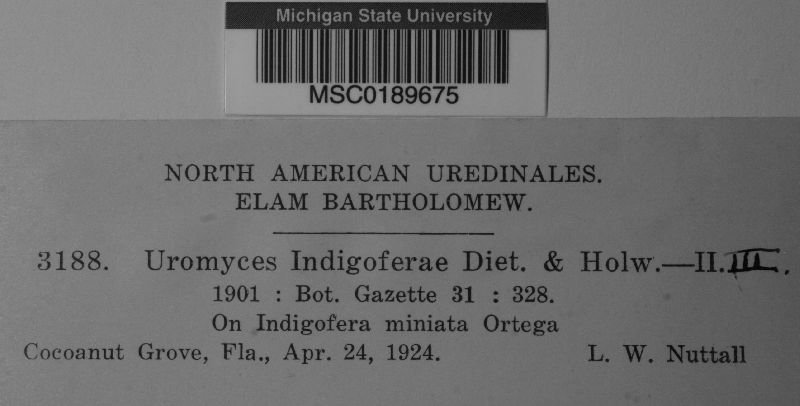 Michigan State University
MSC0189675
NORTH AMERICAN UREDINALES.
ELAM BARTHOLOMEW.
3188. Uromyces Indigoferae Diet. & Holw.—II.III.
1901 : Bot. Gazette 31 : 328.
On Indigofera miniata Ortega
Cocoanut Grove, Fla., Apr. 24, 1924. L. W. Nuttall